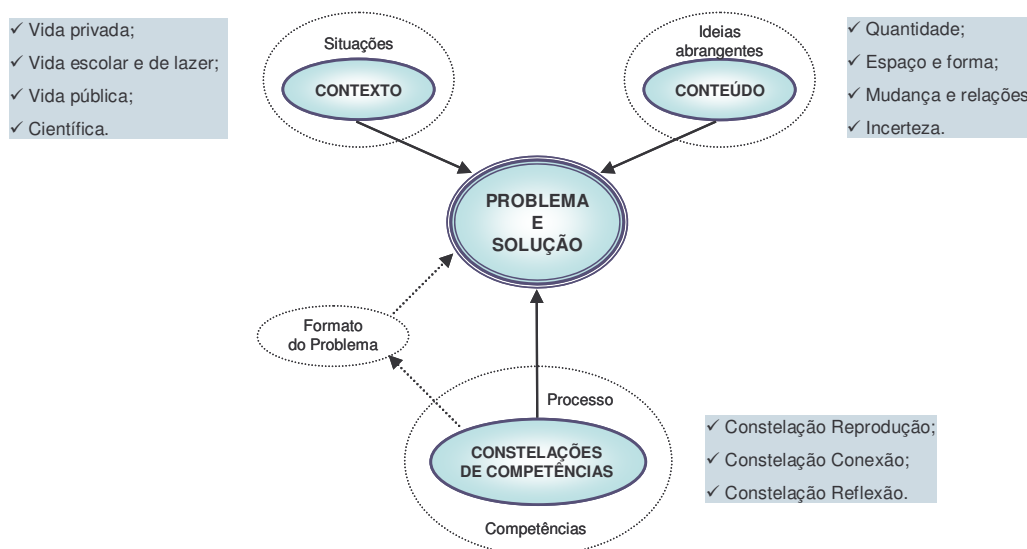 ✓ Vida privada;
✓ Vida escolar e de lazer;
✓ Vida pública;
✓ Científica.
Situações
CONTEXTO
Ideias
abrangentes
CONTEÚDO
✓ Quantidade;
✓ Espaço e forma;
✓ Mudança e relações
✓ Incerteza.
PROBLEMA
E
SOLUÇÃO
Formato
do Problema
Processo
CONSTELAÇÕES
DE COMPETÊNCIAS
Competências
✓ Constelação Reprodução;
✓ Constelação Conexão;
✓ Constelação Reflexão.